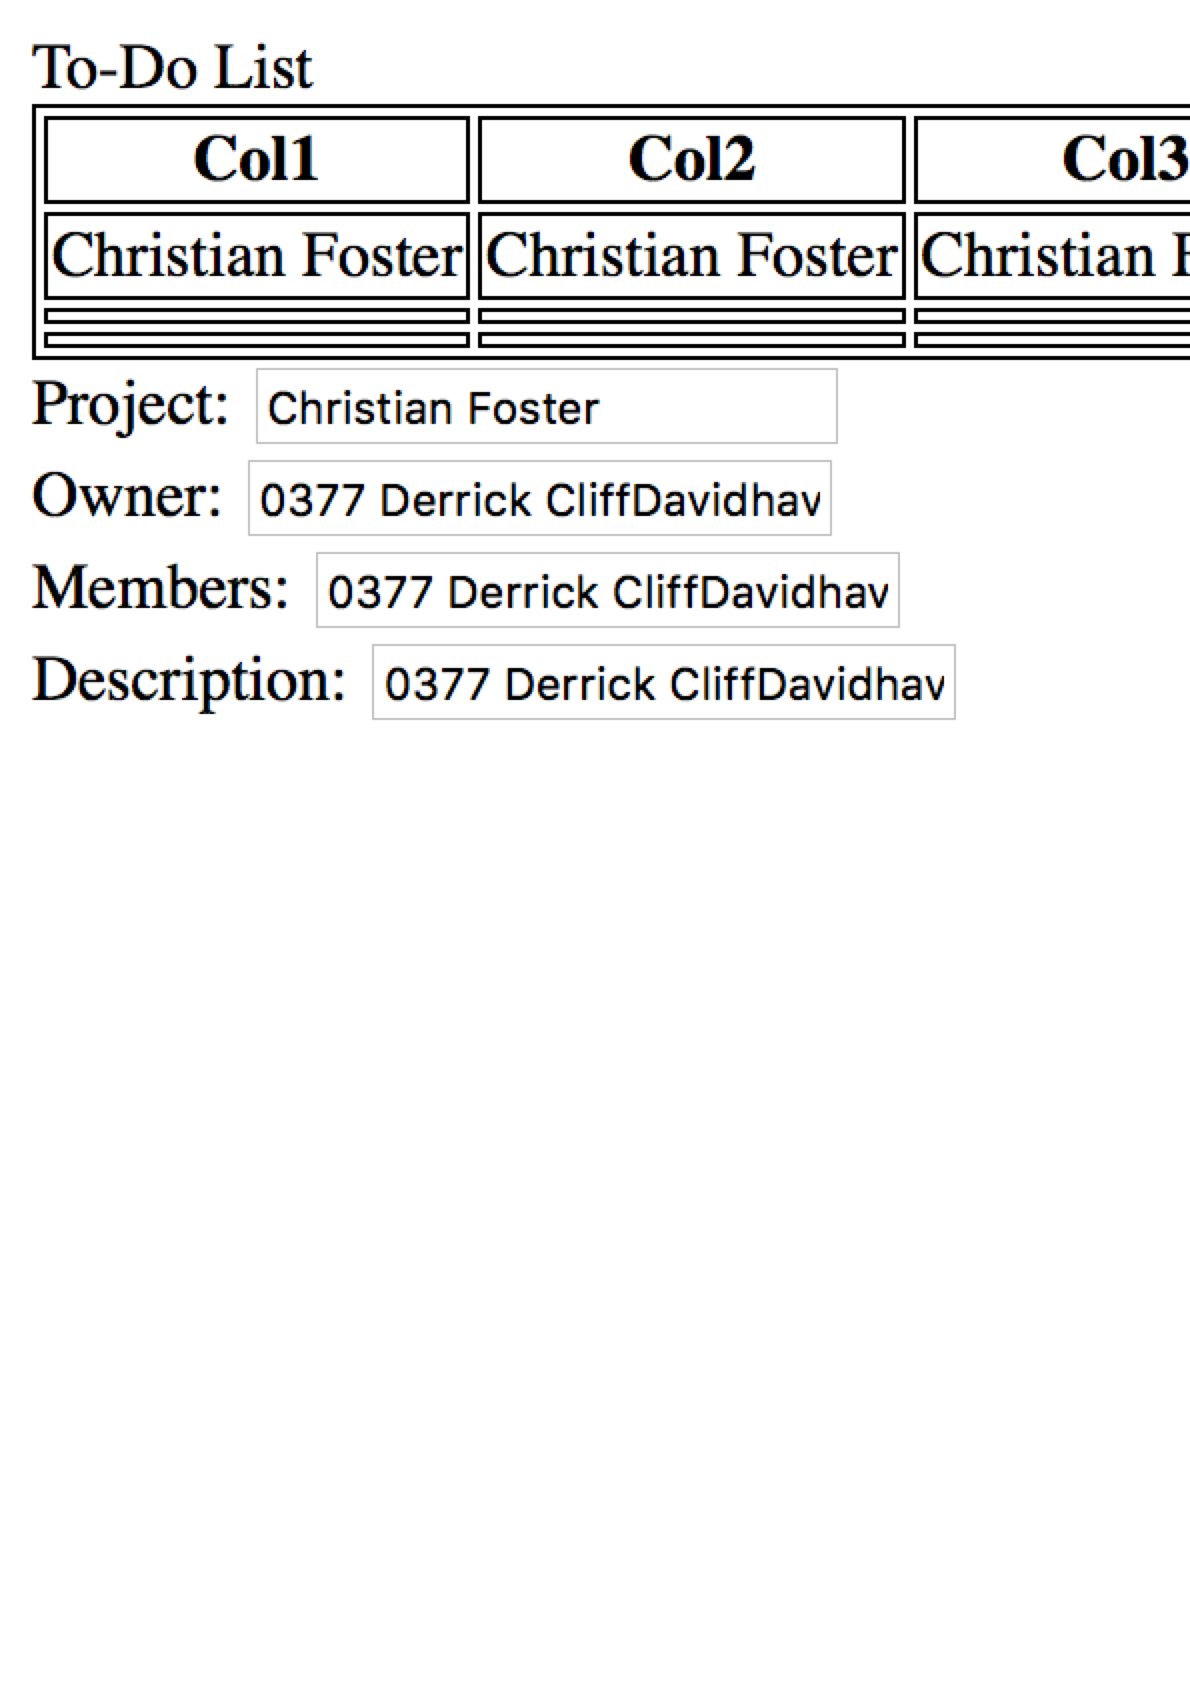 To-Do List
Col1 Col2 Col3
Christian Foster Christian Foster Christian
Project: Christian Foster
Owner: 0377 Derrick CliffDavidhav
Members: 0377 Derrick CliffDavidhav
Description: 0377 Derrick CliffDavidhav